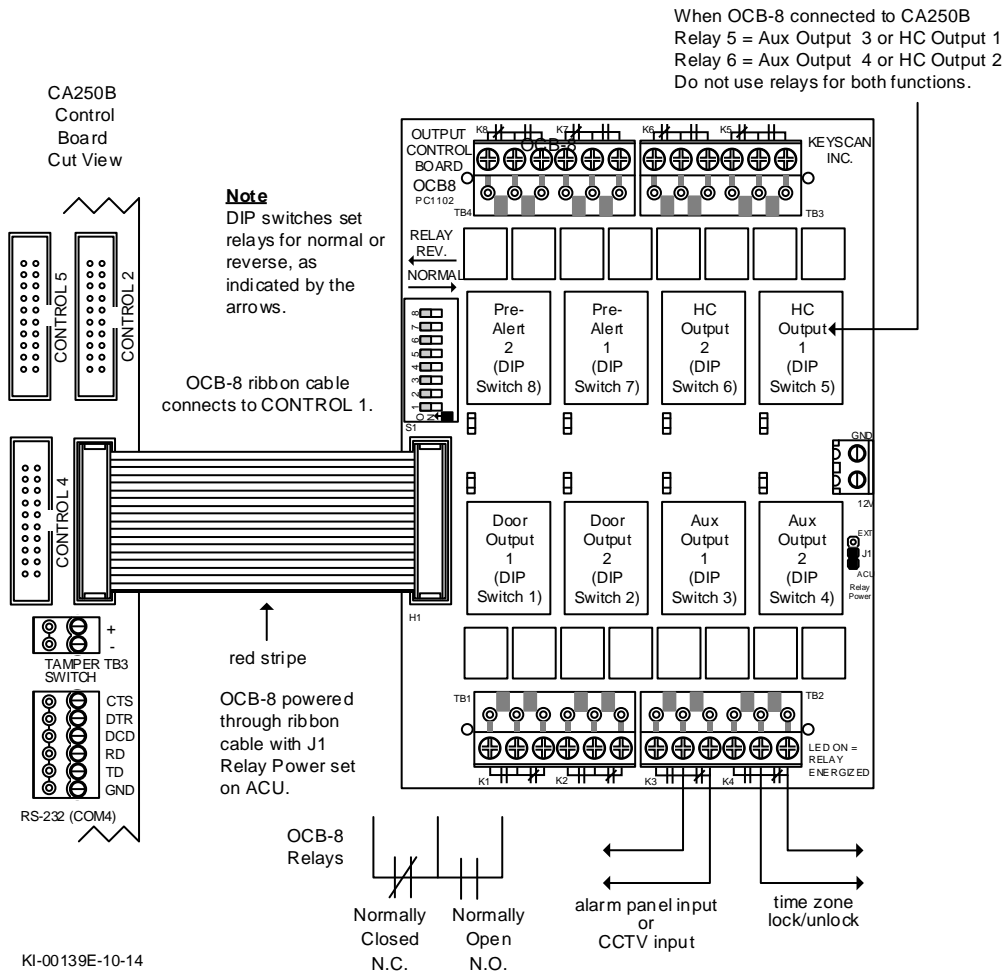 When OCB-8 connected to CA250B
Relay 5 = Aux Output 3 or HC Output 1
Relay 6 = Aux Output 4 or HC Output 2
Do not use relays for both functions.
CA250B
Control
Board
Cut View
Note
DIP switches set
relays for normal or
reverse, as
indicated by the
arrows.
OUTPUT
CONTROL
BOARD
OCB8
PC1102
K8
K7
OCB-8
K6
K5
KEYSCAN
INC.
TB4
TB3
RELAY
REV.
NORMAL
CONTROL 5
CONTROL 2
8
7
6
5
4
3
2
1
ON
S1
Pre-
Alert
2
(DIP
Switch 8)
Pre-
Alert
1
(DIP
Switch 7)
HC
Output
2
(DIP
Switch 6)
HC
Output
1
(DIP
Switch 5)
OCB-8 ribbon cable
connects to CONTROL 1.
GND
12V
CONTROL 4
Door
Output
1
(DIP
Switch 1)
Door
Output
2
(DIP
Switch 2)
Aux
Output
1
(DIP
Switch 3)
Aux
Output
2
(DIP
Switch 4)
EXT
J1
ACU
Relay
Power
H1
+
-
TAMPER TB3
SWITCH
red stripe
CTS
DTR
DCD
RD
TD
GND
RS-232 (COM4)
OCB-8 powered
through ribbon
cable with J1
Relay Power set
on ACU.
TB1
TB2
K1
K2
K3
K4
LED ON =
RELAY
ENERGIZED
OCB-8
Relays
Normally
Closed
N.C.
Normally
Open
N.O.
alarm panel input
or
CCTV input
time zone
lock/unlock
KI-00139E-10-14